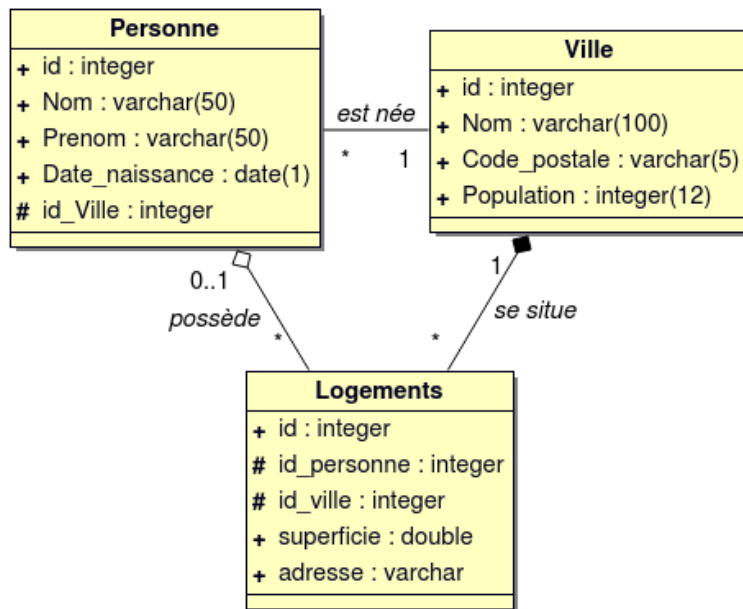 Personne
+ id : integer
+ Nom : varchar(50)
+ Prenom : varchar(50)
+ Date_naissance : date(1)
# id_Ville : integer
est née
* 1
Ville
+ id : integer
+ Nom : varchar(100)
+ Code_postale : varchar(5)
+ Population : integer(12)
0..1
possède
*
1
se situe
*
Logements
+ id : integer
# id_personne : integer
# id_ville : integer
+ superficie : double
+ adresse : varchar